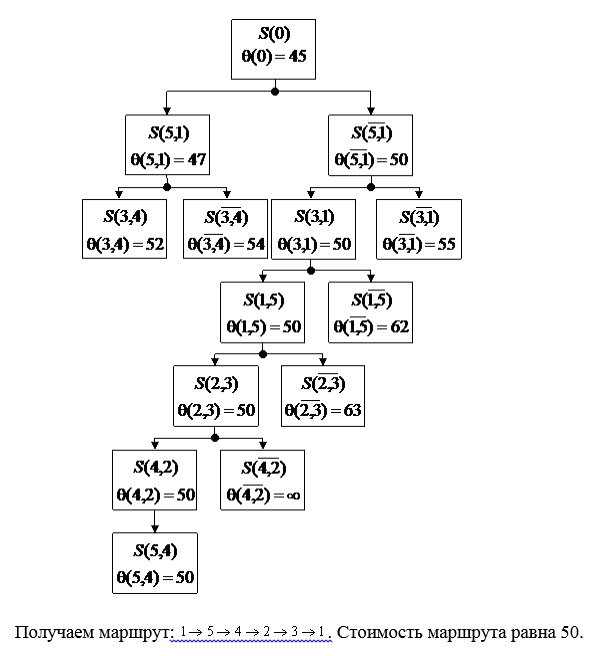 S(0)
θ(0) = 45
S(5,1)
θ(5,1) = 47
S(5̅,̅1̅)
θ(5̅,̅1̅) = 50
S(3,4)
θ(3,4) = 52
S(3̅,̅4̅)
θ(3̅,̅4̅) = 54
S(3,1)
θ(3,1) = 50
S(3̅,̅1̅)
θ(3̅,̅1̅) = 55
S(1,5)
θ(1,5) = 50
S(1̅,̅5̅)
θ(1̅,̅5̅) = 62
S(2,3)
θ(2,3) = 50
S(2̅,̅3̅)
θ(2̅,̅3̅) = 63
S(4,2)
θ(4,2) = 50
S(4̅,̅2̅)
θ(4̅,̅2̅) = ∞
S(5,4)
θ(5,4) = 50
Получаем маршрут: 1→5→4→2→3→1. Стоимость маршрута равна 50.